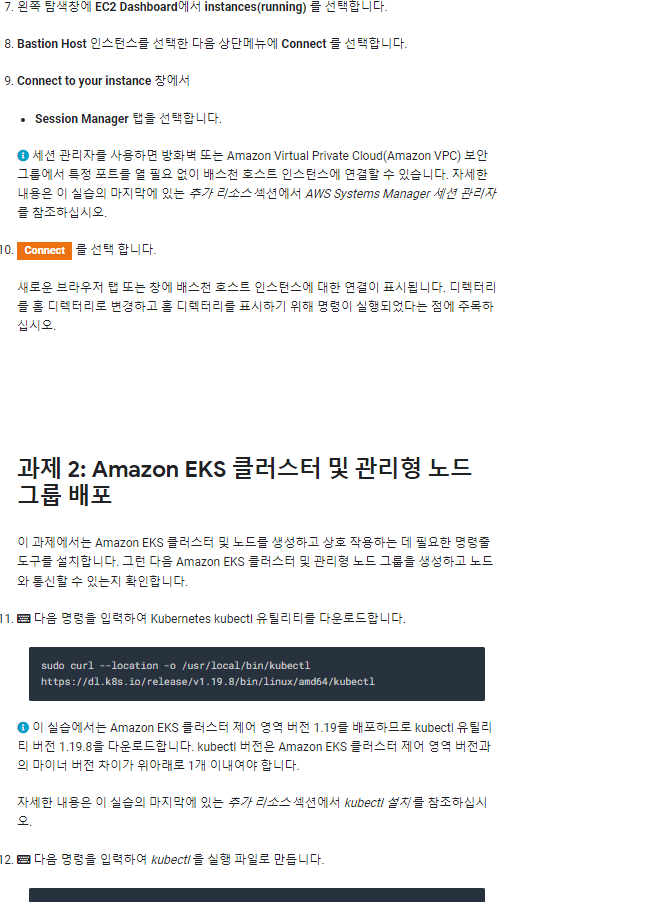 7. 왼쪽 탐색창에 EC2 Dashboard에서 instances(running) 를 선택합니다.
8. Bastion Host 인스턴스를 선택한 다음 상단메뉴에 Connect 를 선택합니다.
9. Connect to your instance 창에서
• Session Manager 탭을 선택합니다.
세션 관리자를 사용하면 방화벽 또는 Amazon Virtual Private Cloud(Amazon VPC) 보안
그룹에서 특정 포트를 열 필요 없이 배스천 호스트 인스턴스에 연결할 수 있습니다. 자세한
내용은 이 실습의 마지막에 있는 추가 리소스 섹션에서 AWS Systems Manager 세션 관리자
를 참조하십시오.
10. Connect 를 선택 합니다.
새로운 브라우저 탭 또는 창에 배스천 호스트 인스턴스에 대한 연결이 표시됩니다. 디렉터리
를 홈 디렉터리로 변경하고 홈 디렉터리를 표시하기 위해 명령이 실행되었다는 점에 주목하
십시오.
과제 2: Amazon EKS 클러스터 및 관리형 노드
그룹 배포
이 과제에서는 Amazon EKS 클러스터 및 노드를 생성하고 상호 작용하는 데 필요한 명령줄
도구를 설치합니다. 그런 다음 Amazon EKS 클러스터 및 관리형 노드 그룹을 생성하고 노드
와 통신할 수 있는지 확인합니다.
11. 다음 명령을 입력하여 Kubernetes kubectl 유틸리티를 다운로드합니다.
sudo curl --location -o /usr/local/bin/kubectl
https://dl.k8s.io/release/v1.19.8/bin/linux/amd64/kubectl
이 실습에서는 Amazon EKS 클러스터 제어 영역 버전 1.19를 배포하므로 kubectl 유틸리
티 버전 1.19.8을 다운로드합니다. kubectl 버전은 Amazon EKS 클러스터 제어 영역 버전과
의 마이너 버전 차이가 위아래로 1개 이내여야 합니다.
자세한 내용은 이 실습의 마지막에 있는 추가 리소스 섹션에서 kubectl 설치를 참조하십시
오.
12. 다음 명령을 입력하여 kubectl 을 실행 파일로 만듭니다.